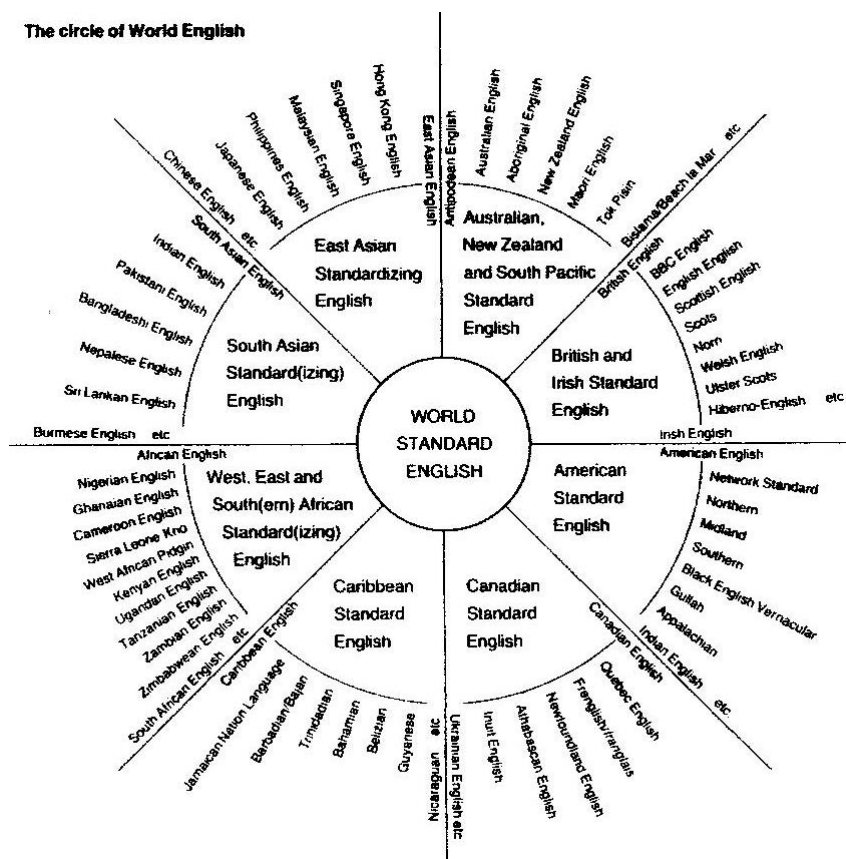 The circle of World English
WORLD
STANDARD
ENGLISH
Australian,
New Zealand
and South Pacific
Standard
English
Antipodean English
Australian English
Aboriginal English
New Zealand English
Maori English
Tok Pisin
Bislama/Beach la Mar etc
British and
Irish Standard
English
British English
BBC English
English English
Scottish English
Scots
Norn
Welsh English
Ulster Scots
Hiberno-English etc
Irish English
American
Standard
English
American English
Network Standard
Northern
Midland
Southern
Black English Vernacular
Gullah
Appalachian
Indian English etc
Canadian
Standard
English
Canadian English
Quebec English
Frenglish/franglais
Newfoundland English
Athabascan English
Inuit English
Ukrainian English etc
Caribbean
Standard
English
Caribbean English
Jamaican Nation Language
Barbadian/Bajan
Trinidadian
Bahamian
Belizian
Guyanese
Nicaraguan etc
West, East and
South(ern) African
Standard(izing)
English
African English
Nigerian English
Ghanaian English
Cameroon English
Sierra Leone Krio
West African Pidgin
Kenyan English
Ugandan English
Tanzanian English
Zambian English
Zimbabwean English
South African English etc
South Asian
Standard(izing)
English
South Asian English
Indian English
Pakistani English
Bangladeshi English
Nepalese English
Sri Lankan English
Burmese English etc
East Asian
Standardizing
English
East Asian English
Hong Kong English
Singapore English
Malaysian English
Philippines English
Japanese English
Chinese English etc